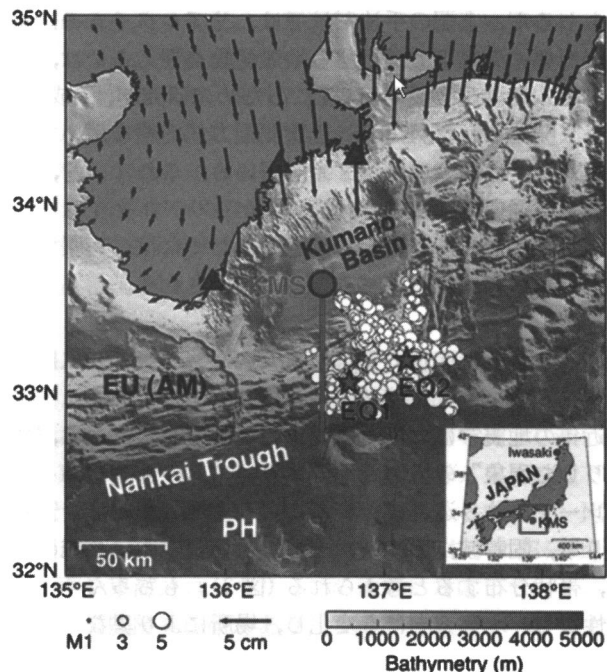 35°N
34°N
33°N
32°N
135°E
136°E
137°E
138°E
Kumano
Basin
KMS
EU (AM)
EQ2
EQ1
Nankai Trough
PH
50 km
Iwasaki
JAPAN
KMS
400 km
M1 3 5 5 cm
0 1000 2000 3000 4000 5000
Bathymetry (m)